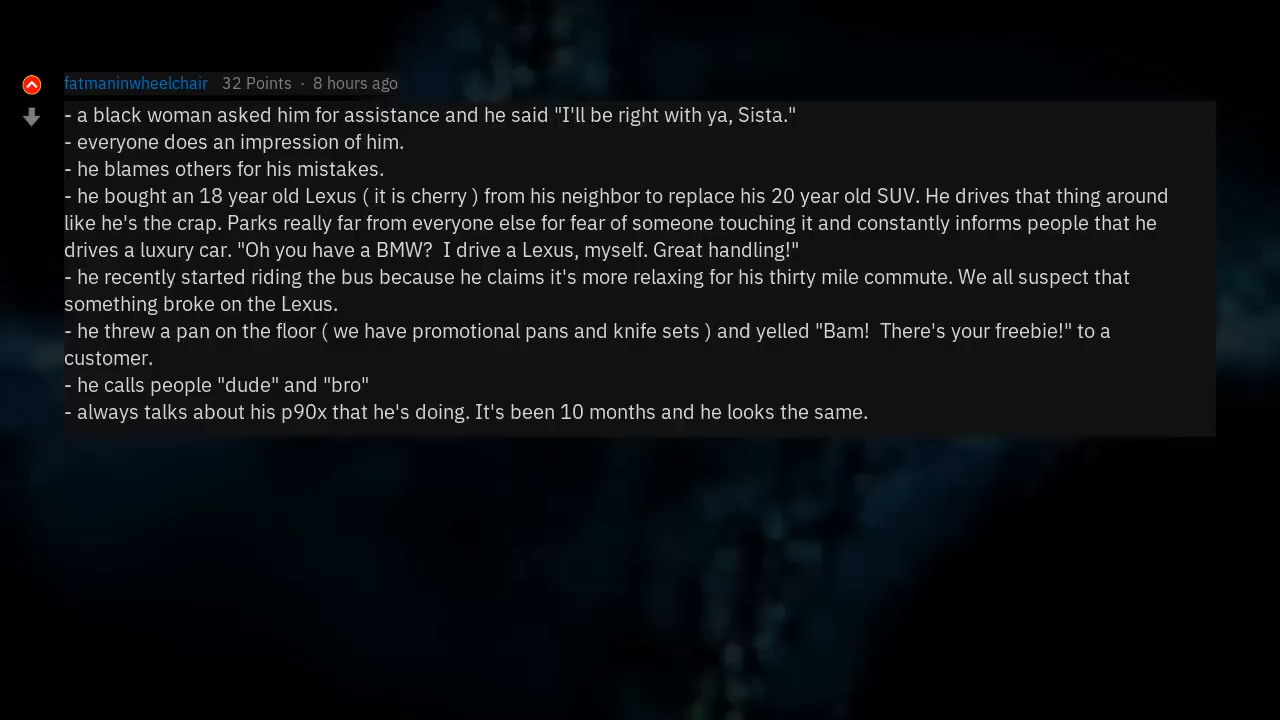 fatmaninwheelchair 32 Points · 8 hours ago
- a black woman asked him for assistance and he said "I'll be right with ya, Sista."
- everyone does an impression of him.
- he blames others for his mistakes.
- he bought an 18 year old Lexus ( it is cherry ) from his neighbor to replace his 20 year old SUV. He drives that thing around
like he's the crap. Parks really far from everyone else for fear of someone touching it and constantly informs people that he
drives a luxury car. "Oh you have a BMW?  I drive a Lexus, myself. Great handling!"
- he recently started riding the bus because he claims it's more relaxing for his thirty mile commute. We all suspect that
something broke on the Lexus.
- he threw a pan on the floor ( we have promotional pans and knife sets ) and yelled "Bam!  There's your freebie!" to a
customer.
- he calls people "dude" and "bro"
- always talks about his p90x that he's doing. It's been 10 months and he looks the same.